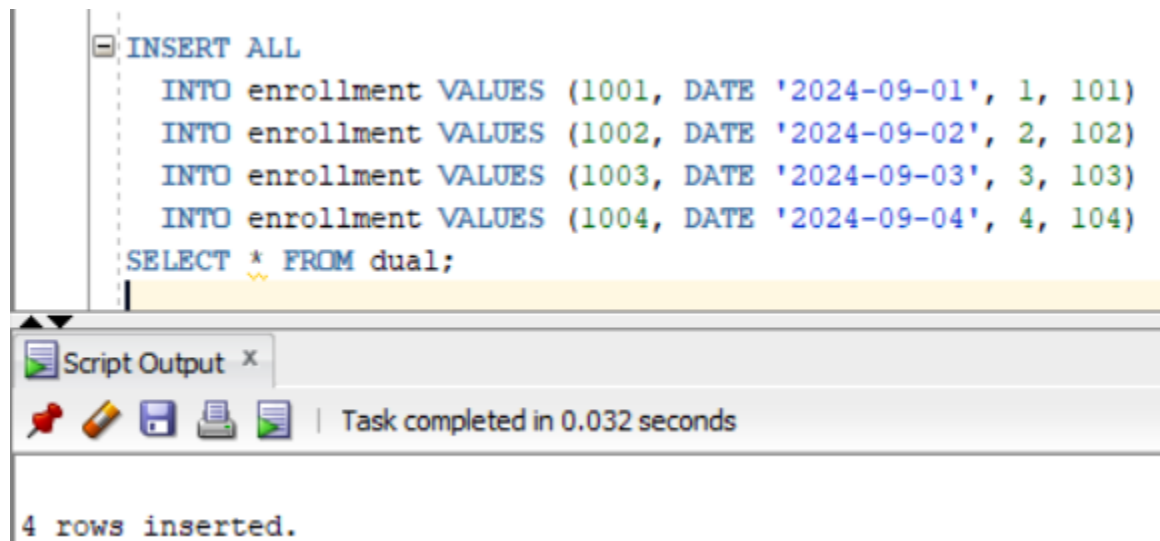 INSERT ALL
INTO enrollment VALUES (1001, DATE '2024-09-01', 1, 101)
INTO enrollment VALUES (1002, DATE '2024-09-02', 2, 102)
INTO enrollment VALUES (1003, DATE '2024-09-03', 3, 103)
INTO enrollment VALUES (1004, DATE '2024-09-04', 4, 104)
SELECT * FROM dual;
Script Output x
Task completed in 0.032 seconds
4 rows inserted.